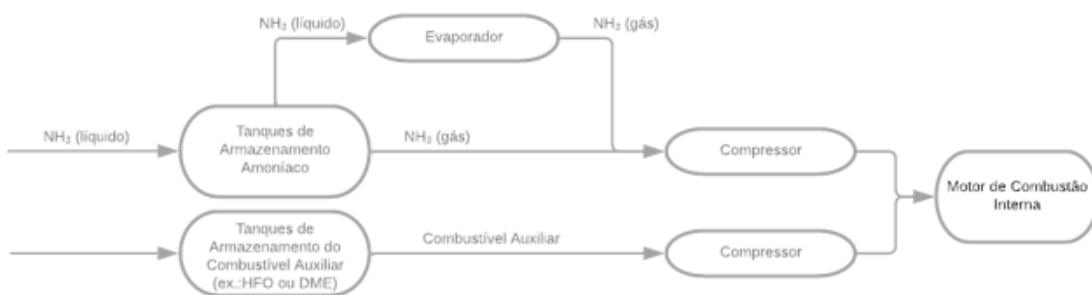 NH₃ (líquido)
Evaporador
NH₃ (gás)
NH₃ (líquido)
Tanques de
Armazenamento
Amoníaco
NH₃ (gás)
Compressor
Motor de Combustão
Interna
Tanques de
Armazenamento do
Combustível Auxiliar
(ex.:HFO ou DME)
Combustível Auxiliar
Compressor